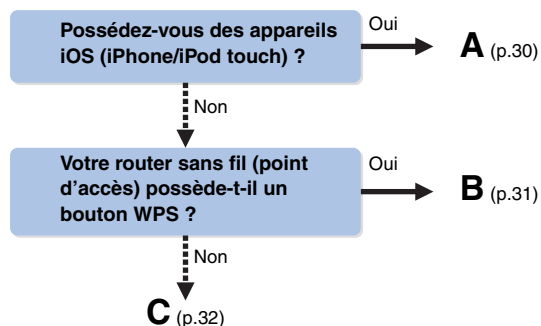 Possédez-vous des appareils
iOS (iPhone/iPod touch) ?
Oui
A (p.30)
Non
Votre router sans fil (point
d'accès) possède-t-il un
bouton WPS ?
Oui
B (p.31)
Non
C (p.32)